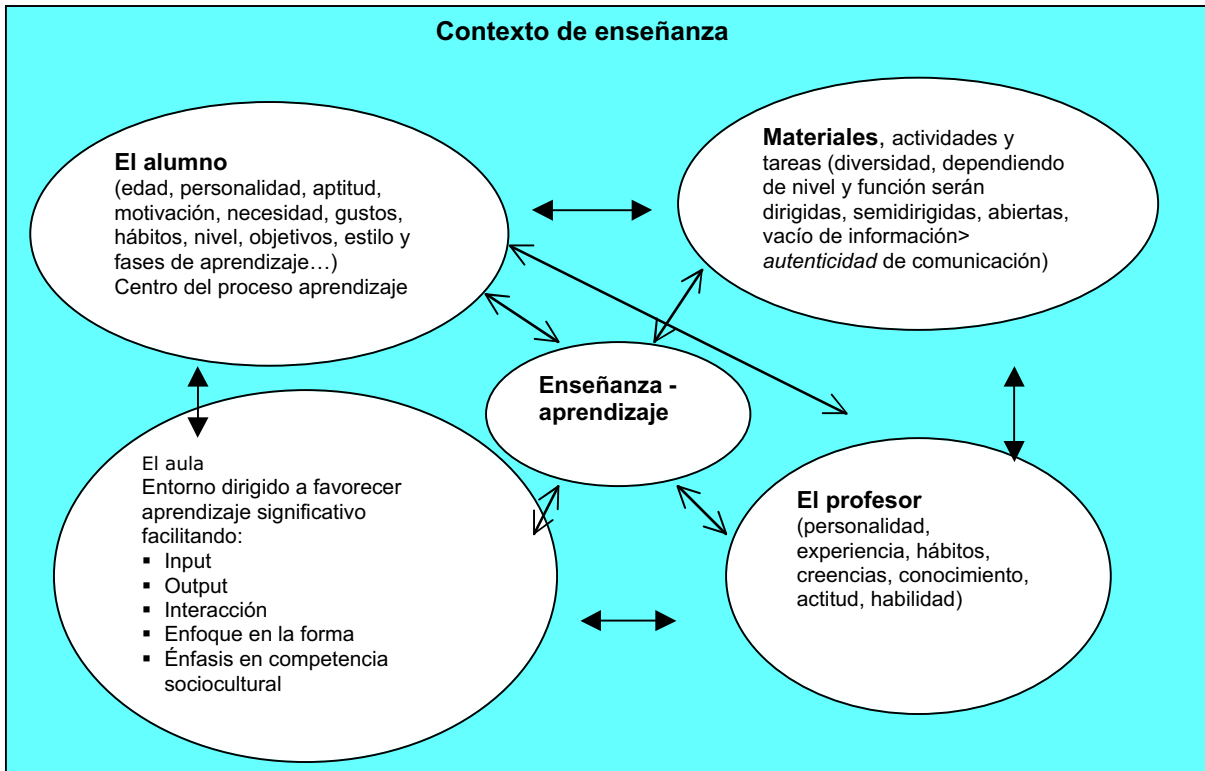 Contexto de enseñanza
El alumno
(edad, personalidad, aptitud,
motivación, necesidad, gustos,
hábitos, nivel, objetivos, estilo y
fases de aprendizaje…)
Centro del proceso aprendizaje
Materiales, actividades y
tareas (diversidad, dependiendo
de nivel y función serán
dirigidas, semidirigidas, abiertas,
vacío de información>
autenticidad de comunicación)
Enseñanza -
aprendizaje
El aula
Entorno dirigido a favorecer
aprendizaje significativo
facilitando:
▪ Input
▪ Output
▪ Interacción
▪ Enfoque en la forma
▪ Énfasis en competencia
sociocultural
El profesor
(personalidad,
experiencia, hábitos,
creencias, conocimiento,
actitud, habilidad)